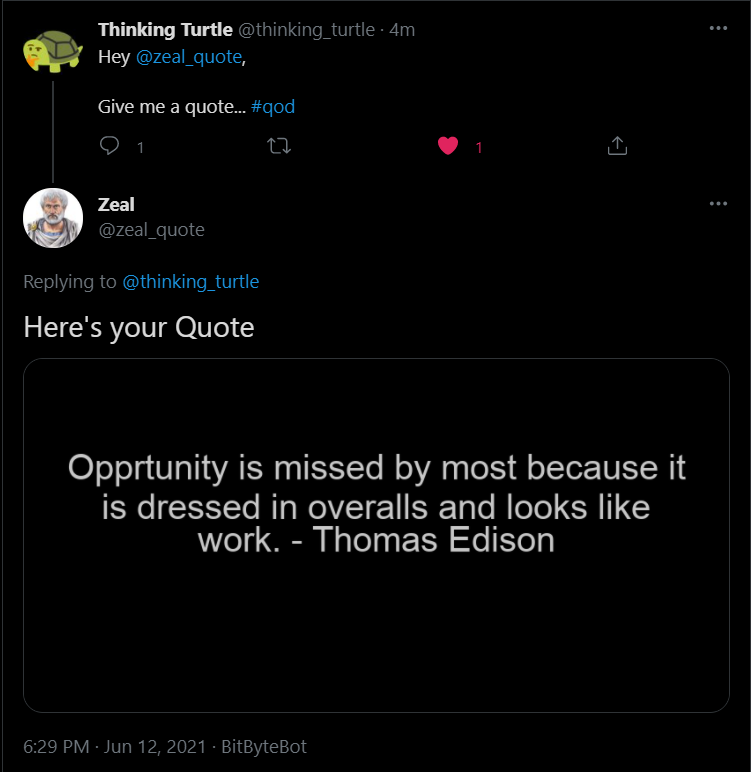 Thinking Turtle @thinking_turtle · 4m
Hey @zeal_quote,
Give me a quote... #qod
1 1
Zeal
@zeal_quote
Replying to @thinking_turtle
Here's your Quote
Opprtunity is missed by most because it
is dressed in overalls and looks like
work. - Thomas Edison
6:29 PM · Jun 12, 2021 · BitByteBot